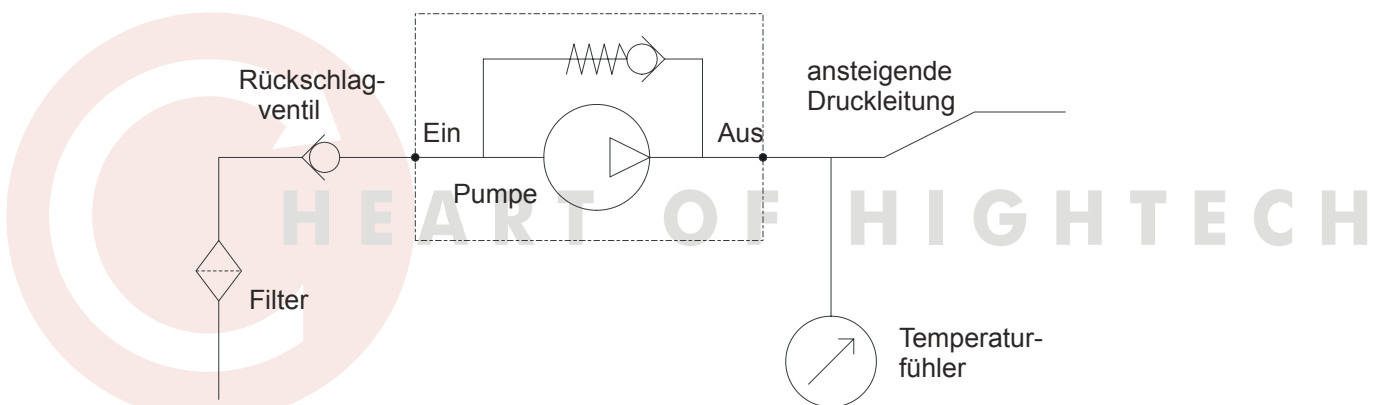 Rückschlag-
ventil
Ein
Aus
ansteigende
Druckleitung
Pumpe
HEART OF HIGHTECH
Filter
Temperatur-
fühler